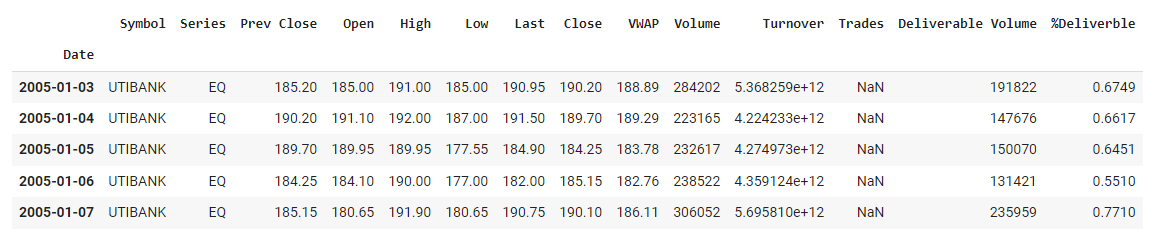 Symbol Series Prev Close Open High Low Last Close VWAP Volume Turnover Trades Deliverable Volume %Deliverble
Date
2005-01-03 UTIBANK EQ 185.20 185.00 191.00 185.00 190.95 190.20 188.89 284202 5.368259e+12 NaN 191822 0.6749
2005-01-04 UTIBANK EQ 190.20 191.10 192.00 187.00 191.50 189.70 189.29 223165 4.224233e+12 NaN 147676 0.6617
2005-01-05 UTIBANK EQ 189.70 189.95 189.95 177.55 184.90 184.25 183.78 232617 4.274973e+12 NaN 150070 0.6451
2005-01-06 UTIBANK EQ 184.25 184.10 190.00 177.00 182.00 185.15 182.76 238522 4.359124e+12 NaN 131421 0.5510
2005-01-07 UTIBANK EQ 185.15 180.65 191.90 180.65 190.75 190.10 186.11 306052 5.695810e+12 NaN 235959 0.7710